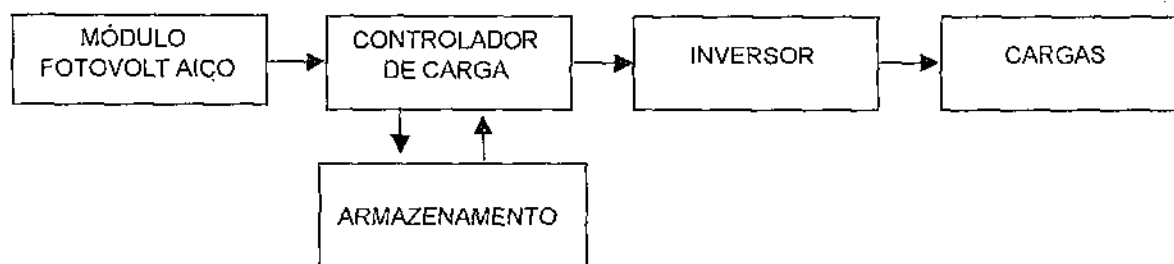 MÓDULO
FOTOVOLT AIÇO
CONTROLADOR
DE CARGA
INVERSOR
CARGAS
ARMAZENAMENTO